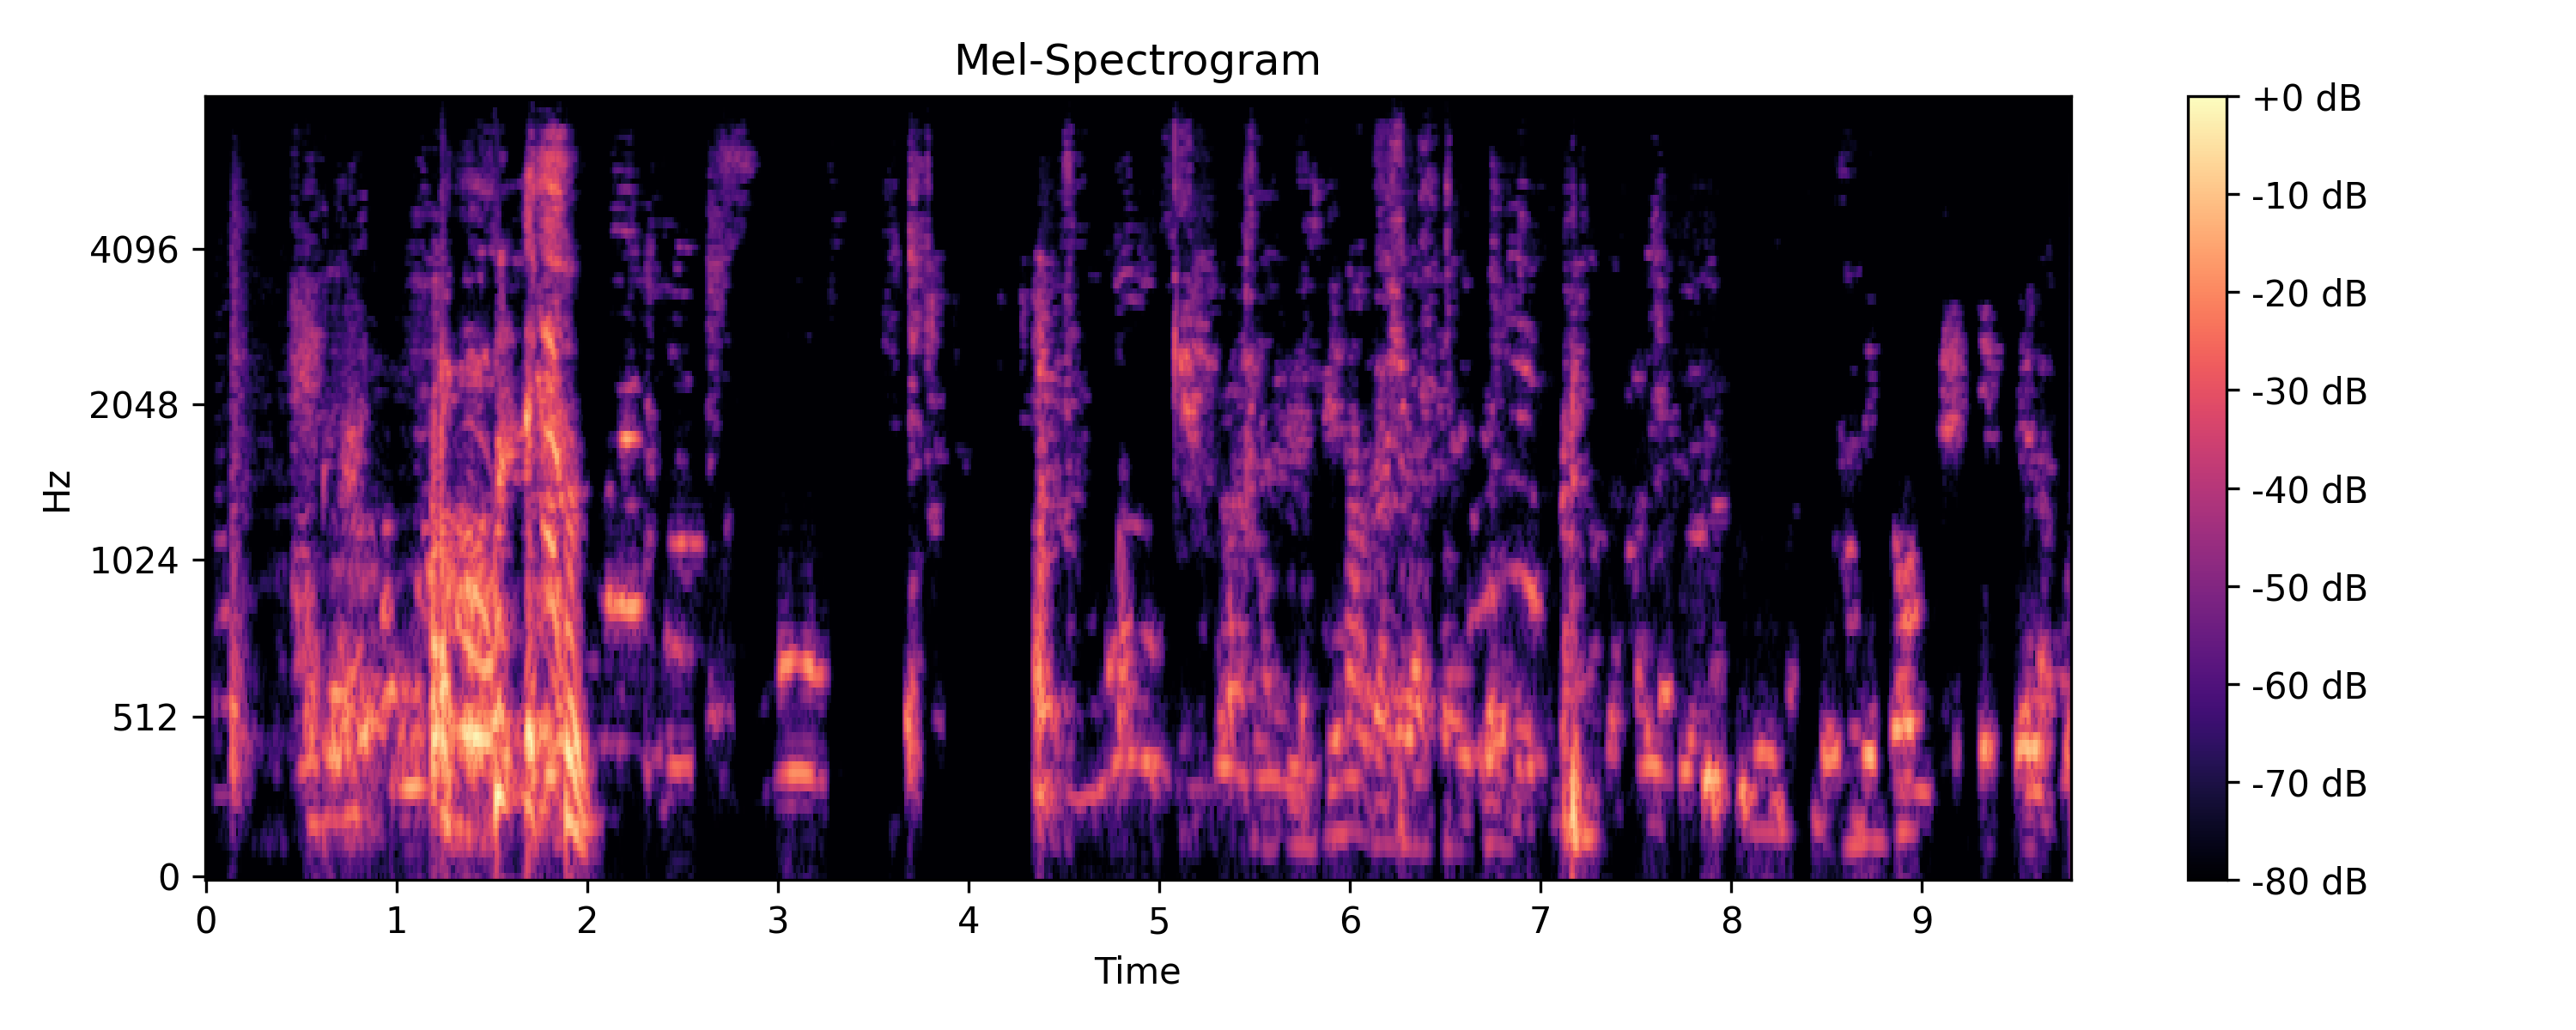 Mel-Spectrogram
+0 dB
-10 dB
-20 dB
-30 dB
-40 dB
-50 dB
-60 dB
-70 dB
-80 dB
Hz
4096
2048
1024
512
0
0 1 2 3 4 5 6 7 8 9
Time